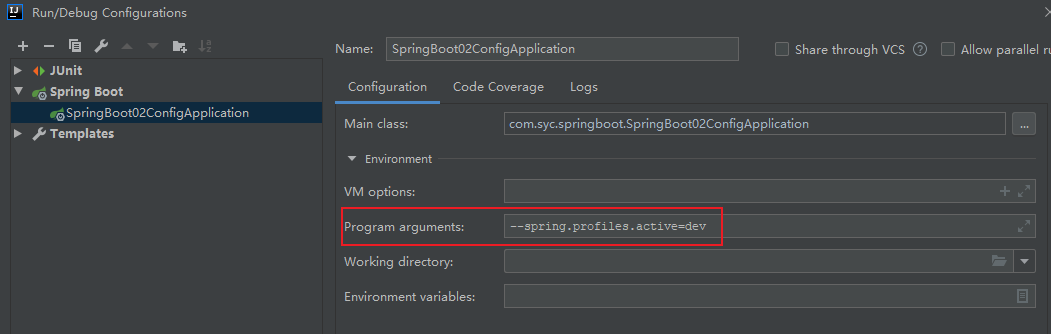 IJ Run/Debug Configurations
Name: SpringBoot02ConfigApplication Share through VCS ? Allow parallel ru
JUnit
Spring Boot
SpringBoot02ConfigApplication
Templates
Configuration Code Coverage Logs
Main class: com.syc.springboot.SpringBoot02ConfigApplication ...
Environment
VM options:
Program arguments: --spring.profiles.active=dev
Working directory:
Environment variables: